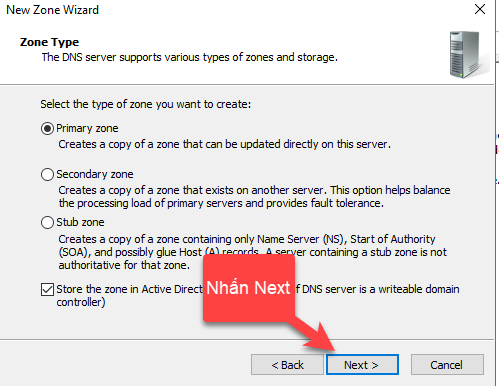 New Zone Wizard
Zone Type
The DNS server supports various types of zones and storage.
Select the type of zone you want to create:
Primary zone
Creates a copy of a zone that can be updated directly on this server.
Secondary zone
Creates a copy of a zone that exists on another server. This option helps balance
the processing load of primary servers and provides fault tolerance.
Stub zone
Creates a copy of a zone containing only Name Server (NS), Start of Authority
(SOA), and possibly glue Host (A) records. A server containing a stub zone is not
authoritative for that zone.
Store the zone in Active Direct f DNS server is a writeable domain
controller)
Nhấn Next
< Back Next > Cancel